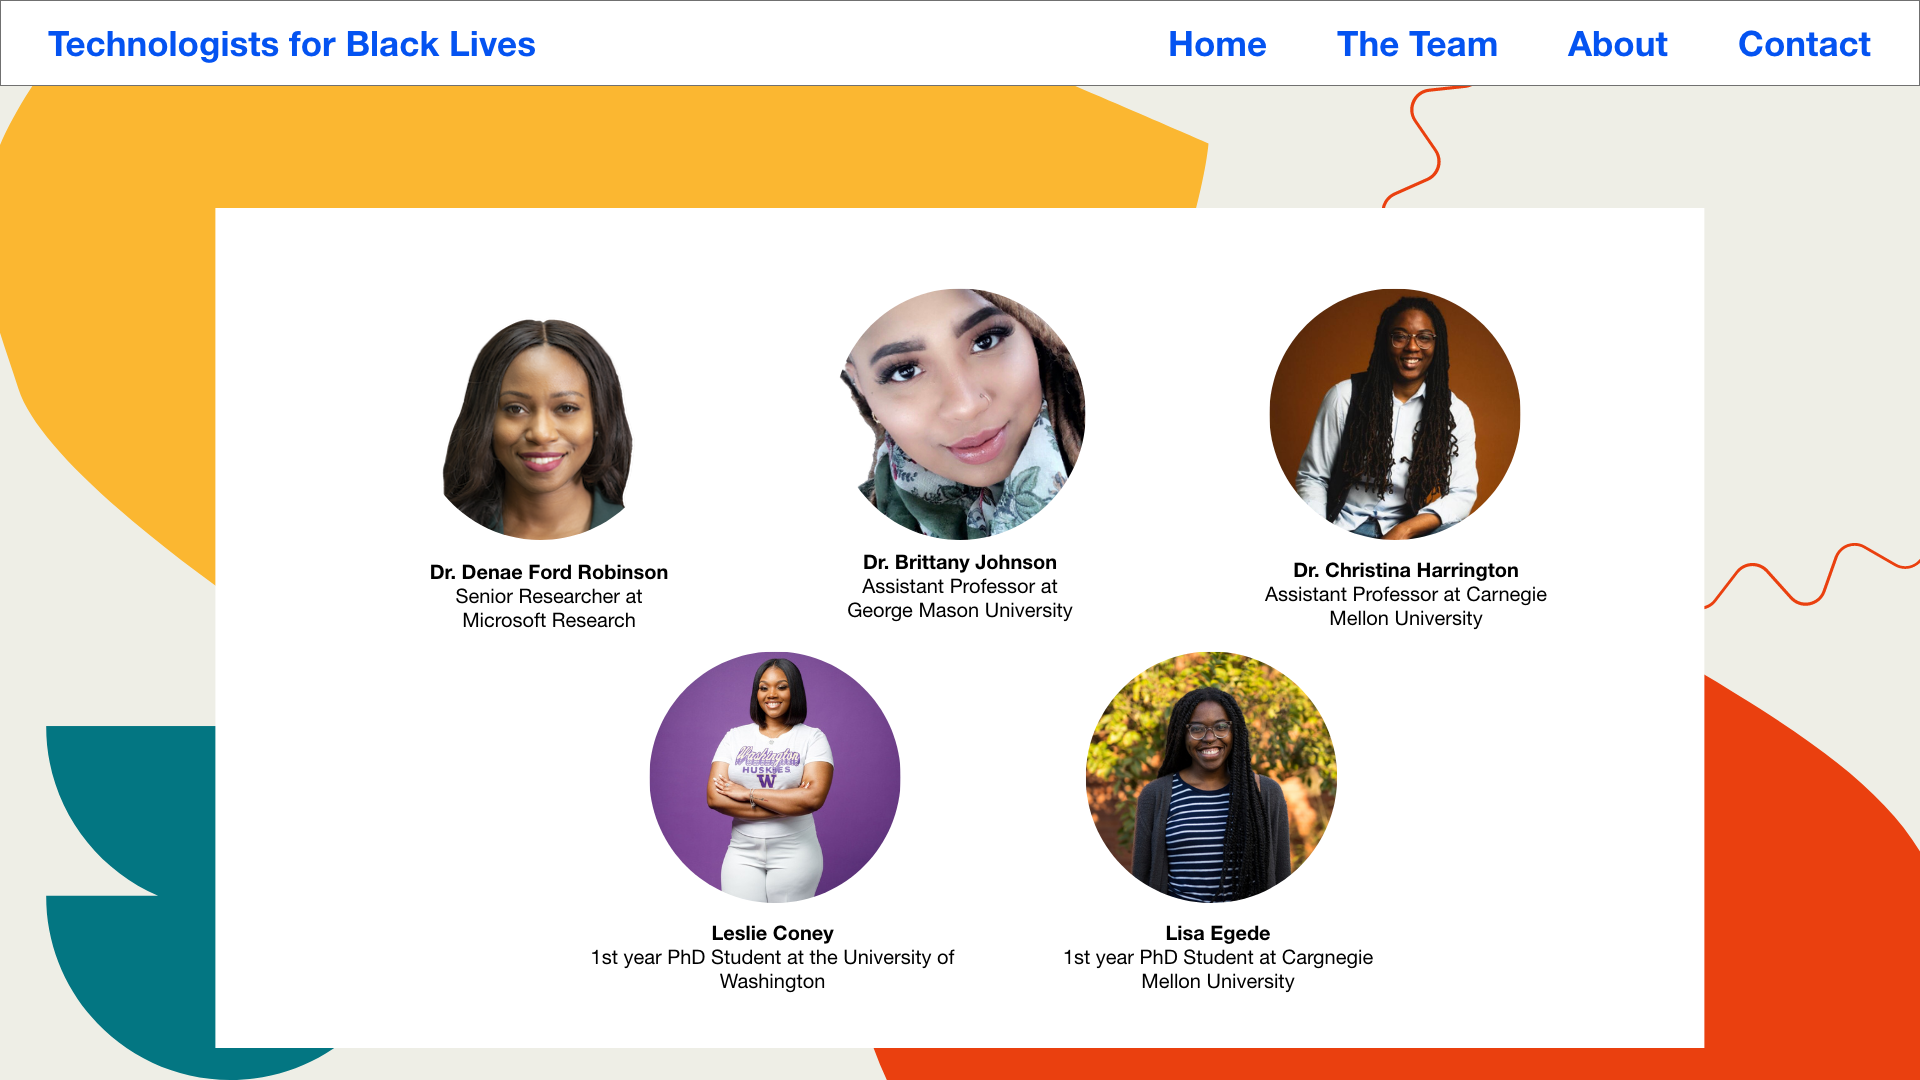 Technologists for Black Lives
Home
The Team
About
Contact
Dr. Denae Ford Robinson
Senior Researcher at
Microsoft Research
Dr. Brittany Johnson
Assistant Professor at
George Mason University
Dr. Christina Harrington
Assistant Professor at Carnegie
Mellon University
Washington
HUSKIES
W
Leslie Coney
1st year PhD Student at the University of
Washington
Lisa Egede
1st year PhD Student at Cargnegie
Mellon University